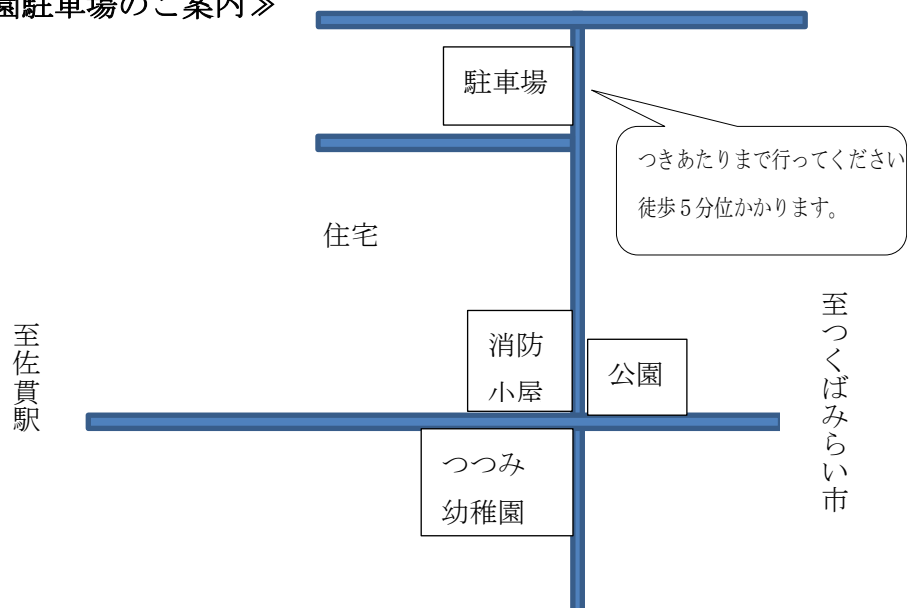 園駐車場のご案内≫
駐車場
つきあたりまで行ってください
徒歩５分位かかります。
住宅
至つくばみらい市
至佐貫駅
消防
小屋
公園
つつみ
幼稚園